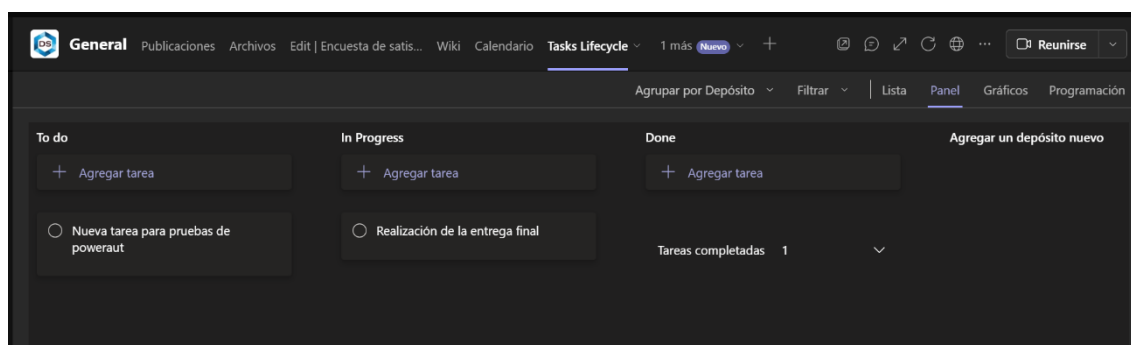 DS General Publicaciones Archivos Edit | Encuesta de satis... Wiki Calendario Tasks Lifecycle 1 más Nuevo Reunirse
Agrupar por Depósito Filtrar Lista Panel Gráficos Programación
To do In Progress Done Agregar un depósito nuevo
+ Agregar tarea + Agregar tarea + Agregar tarea
Nueva tarea para pruebas de
poweraut
Realización de la entrega final
Tareas completadas 1